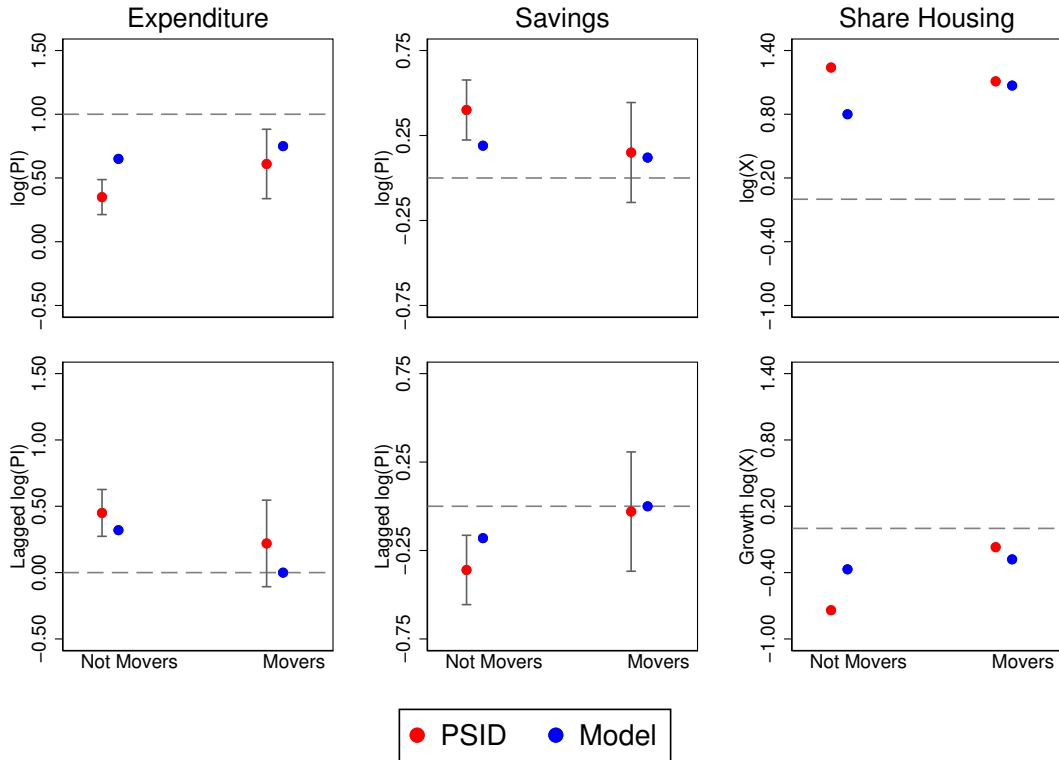 Expenditure
Savings
Share Housing
log(PI)
1.50
1.00
0.50
0.00
−0.50
log(PI)
0.75
0.25
−0.25
−0.75
log(X)
1.40
0.80
0.20
−0.40
−1.00
Lagged log(PI)
1.50
1.00
0.50
0.00
−0.50
Not Movers
Movers
Lagged log(PI)
0.75
0.25
−0.25
−0.75
Not Movers
Movers
Growth log(X)
1.40
0.80
0.20
−0.40
−1.00
Not Movers
Movers
PSID
Model